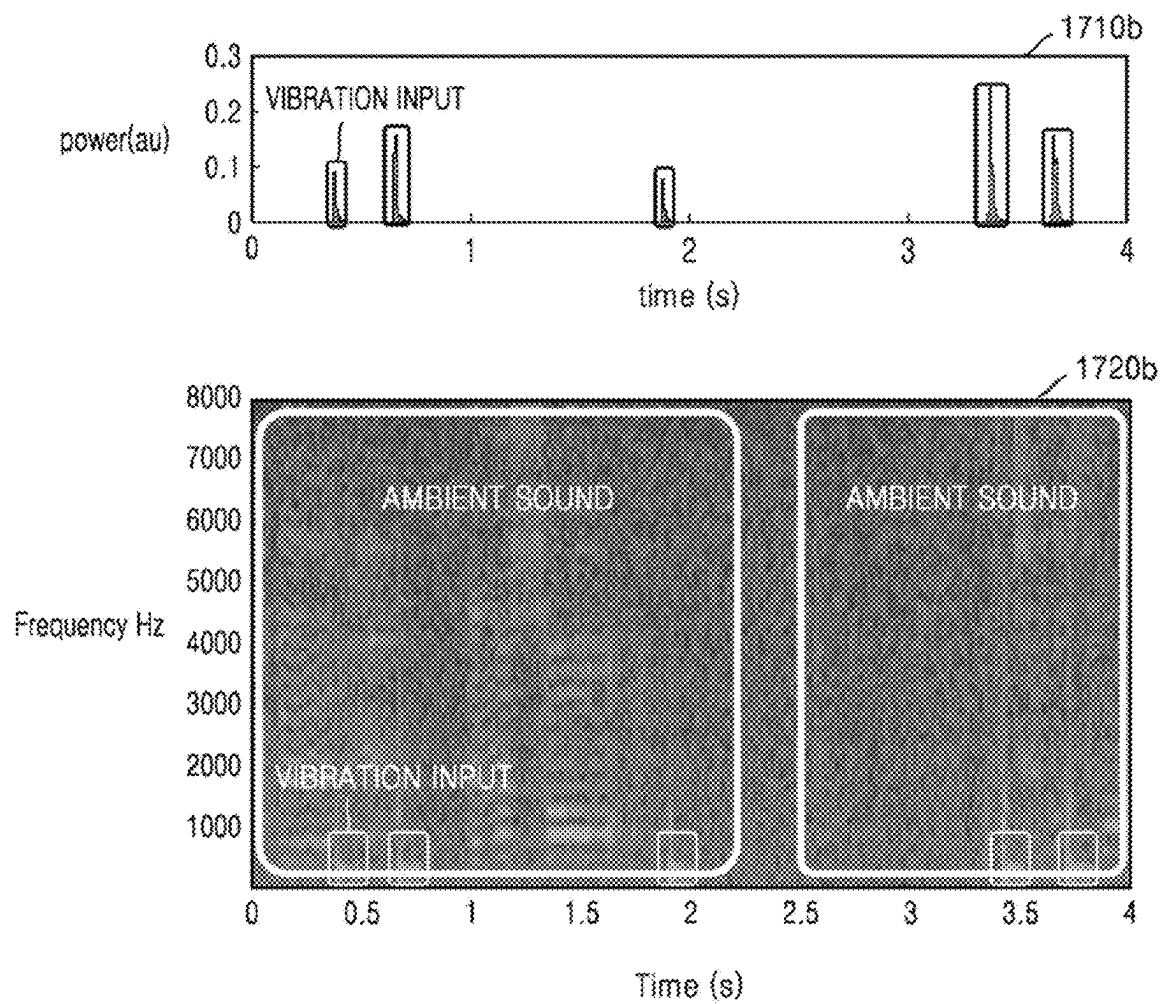 1710b
0.3
VIBRATION INPUT
0.2
power(au)
0.1
0
0 1 2 3 4
time (s)
1720b
8000
7000
AMBIENT SOUND AMBIENT SOUND
6000
5000
Frequency Hz
4000
3000
2000
VIBRATION INPUT
1000
0 0.5 1 1.5 2 2.5 3 3.5 4
Time (s)